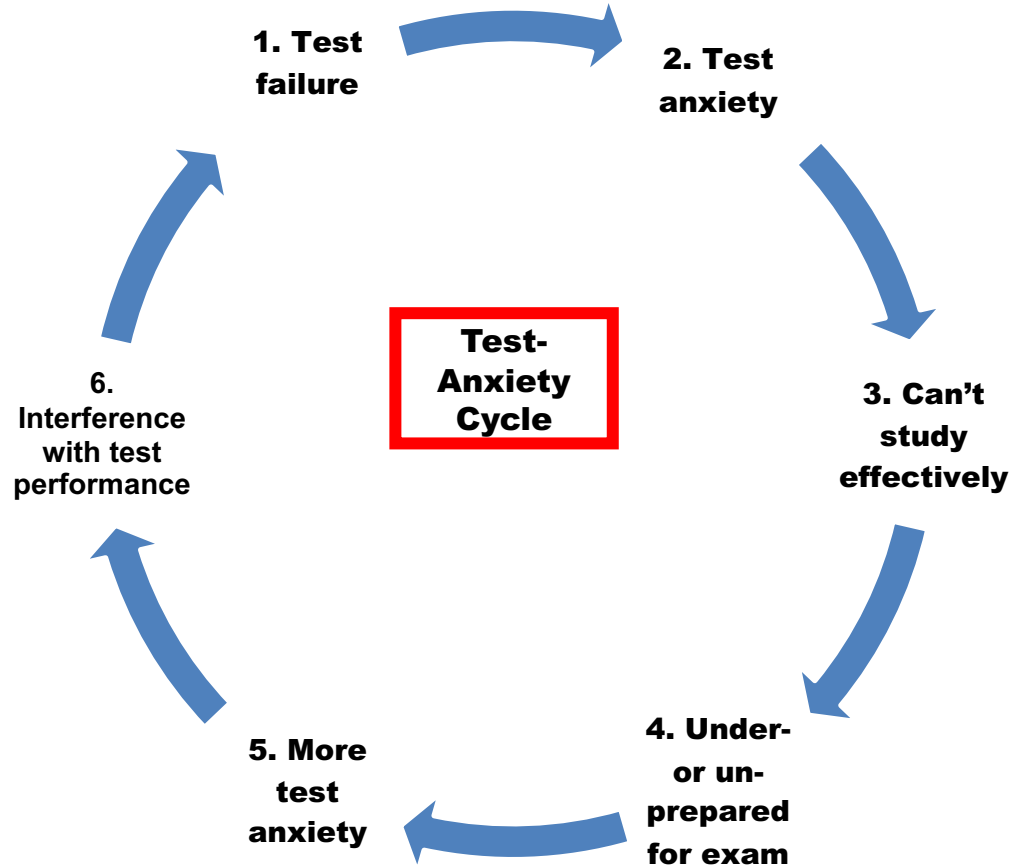 1. Test
failure
2. Test
anxiety
3. Can’t
study
effectively
4. Under-
or un-
prepared
for exam
5. More
test
anxiety
6.
Interference
with test
performance
Test-
Anxiety
Cycle